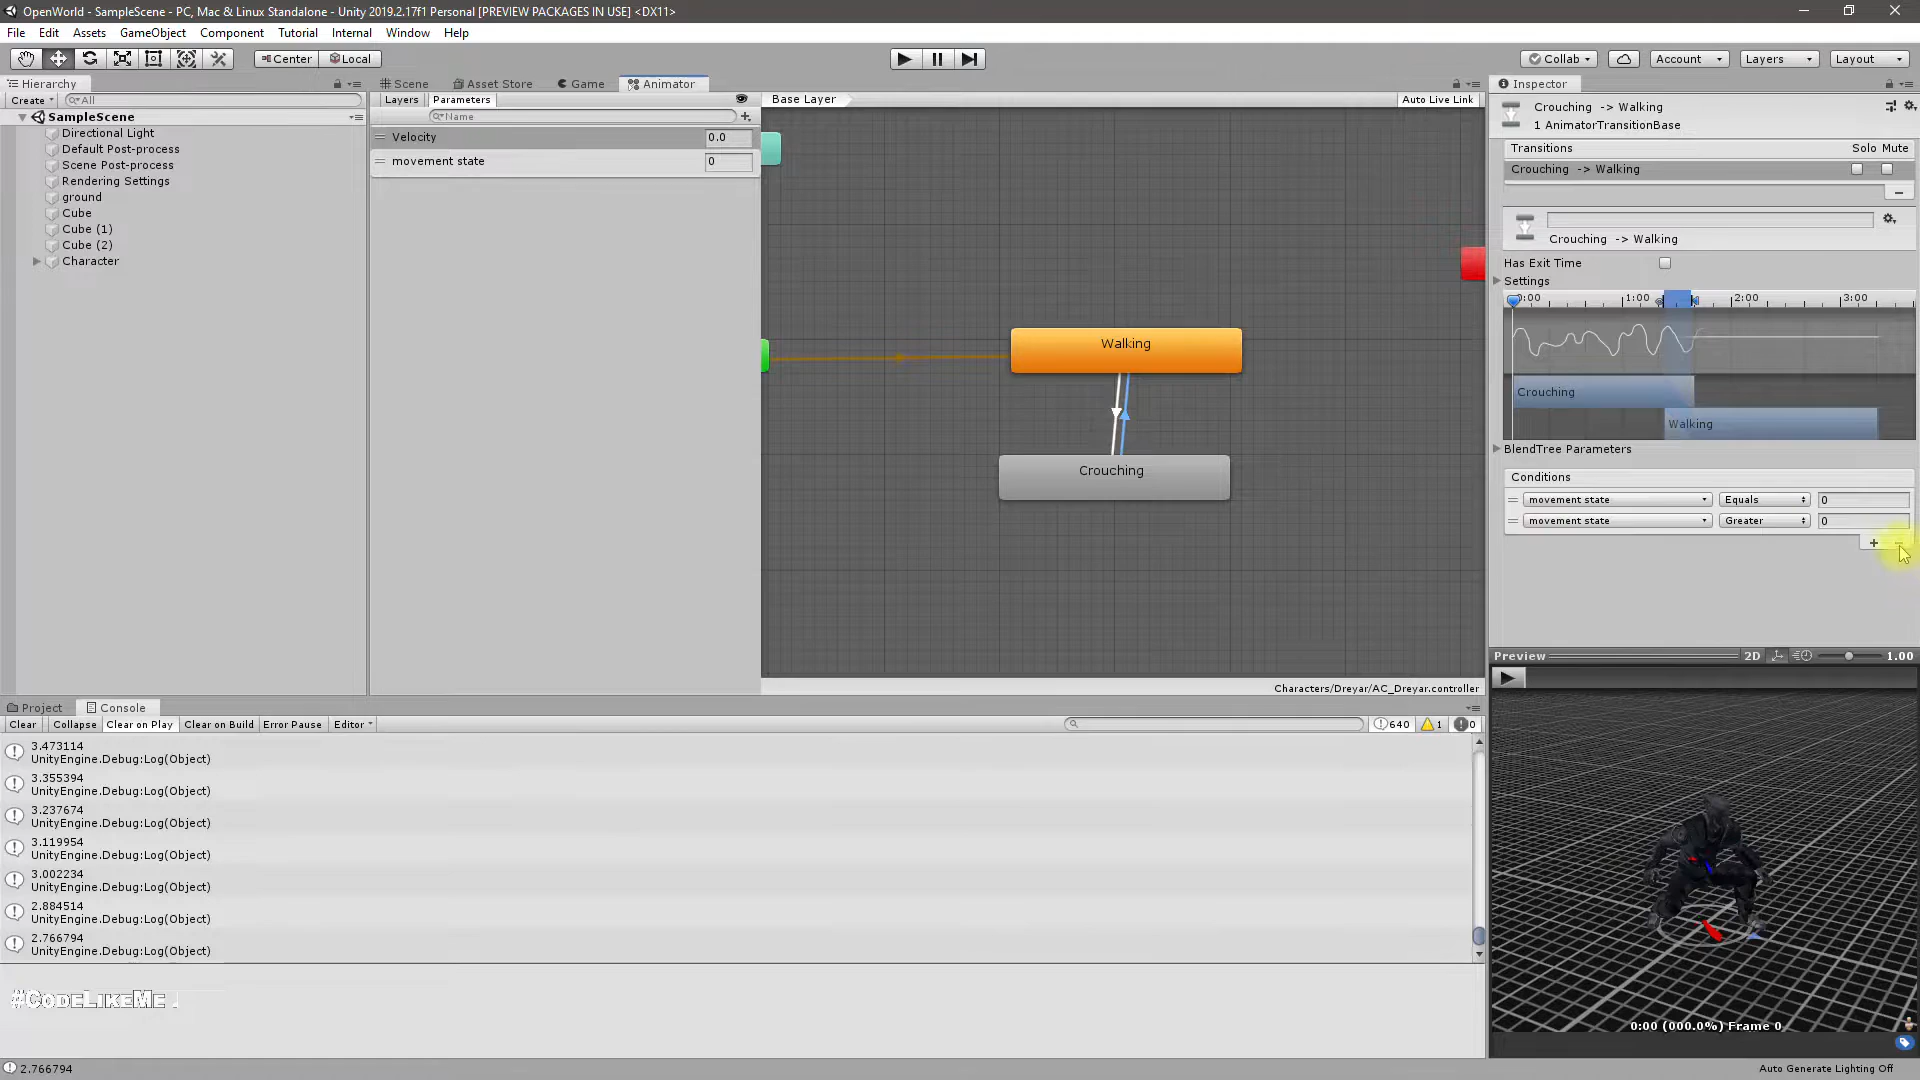 OpenWorld - SampleScene - PC, Mac & Linux Standalone - Unity 2019.2.17f1 Personal [PREVIEW PACKAGES IN USE] <DX11>
File Edit Assets GameObject Component Tutorial Internal Window Help
Center Local Collab Account Layers Layout
Hierarchy
Create All
SampleScene
Directional Light
Default Post-process
Scene Post-process
Rendering Settings
ground
Cube
Cube (1)
Cube (2)
Character
Scene Asset Store Game Animator
Layers Parameters Base Layer Auto Live Link
Name
Velocity 0.0
movement state 0
Walking
Crouching
Characters/Dreyar/AC_Dreyar.controller
Inspector
Crouching -> Walking
1 AnimatorTransitionBase
Transitions Solo Mute
Crouching -> Walking
Crouching -> Walking
Has Exit Time
Settings
0:00 1:00 2:00 3:00
Crouching
Walking
BlendTree Parameters
Conditions
movement state Equals 0
movement state Greater 0
Preview 2D 1.00
0:00 (000.0%) Frame 0
Project Console
Clear Collapse Clear on Play Clear on Build Error Pause Editor 640 1 0
3.473114
UnityEngine.Debug:Log(Object)
3.355394
UnityEngine.Debug:Log(Object)
3.237674
UnityEngine.Debug:Log(Object)
3.119954
UnityEngine.Debug:Log(Object)
3.002234
UnityEngine.Debug:Log(Object)
2.884514
UnityEngine.Debug:Log(Object)
2.766794
UnityEngine.Debug:Log(Object)
#CodeLikeMe
2.766794
Auto Generate Lighting Off